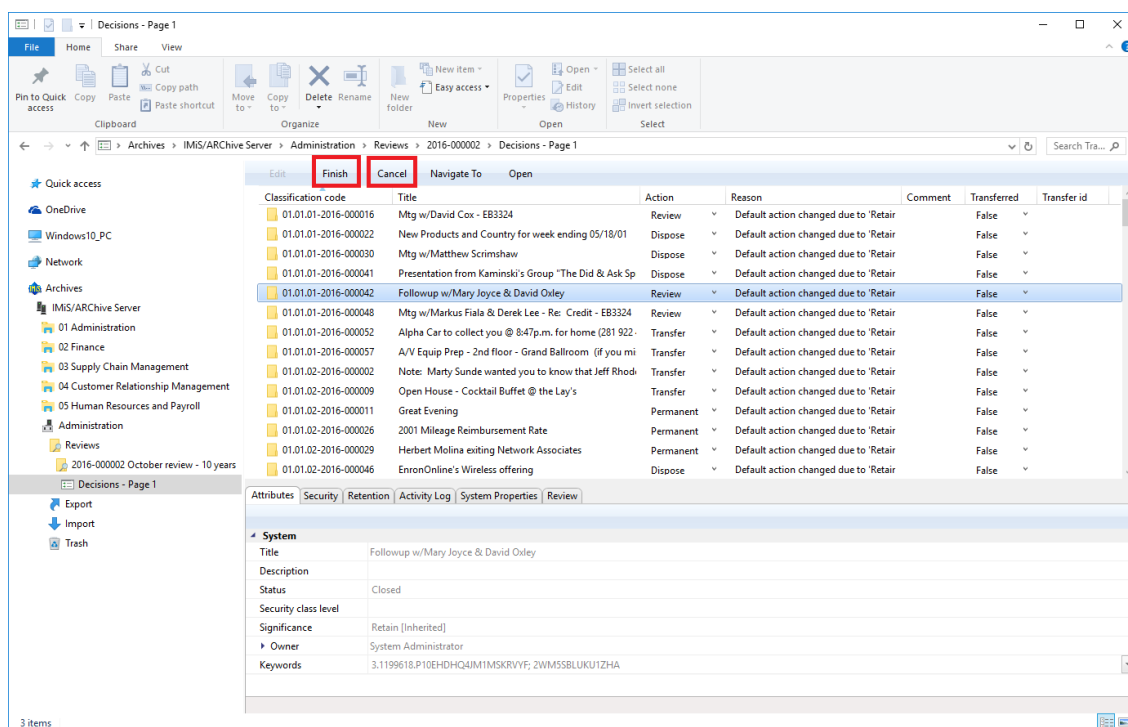 Decisions - Page 1
File Home Share View
Pin to Quick access
Copy
Paste
Cut
Copy path
Paste shortcut
Clipboard
Move to
Copy to
Delete
Rename
Organize
New folder
New item
Easy access
New
Properties
Open
Edit
History
Open
Select all
Select none
Invert selection
Select
Archives > IMiS/ARChive Server > Administration > Reviews > 2016-000002 > Decisions - Page 1
Search Tra...
Quick access
OneDrive
Windows10_PC
Network
Archives
IMiS/ARChive Server
01 Administration
02 Finance
03 Supply Chain Management
04 Customer Relationship Management
05 Human Resources and Payroll
Administration
Reviews
2016-000002 October review - 10 years
Decisions - Page 1
Export
Import
Trash
Edit Finish Cancel Navigate To Open
Classification code Title Action Reason Comment Transferred Transfer id
01.01.01-2016-000016 Mtg w/David Cox - EB3324 Review Default action changed due to 'Retair False
01.01.01-2016-000022 New Products and Country for week ending 05/18/01 Dispose Default action changed due to 'Retair False
01.01.01-2016-000030 Mtg w/Matthew Scrimshaw Dispose Default action changed due to 'Retair False
01.01.01-2016-000041 Presentation from Kaminski's Group "The Did & Ask Sp Dispose Default action changed due to 'Retair False
01.01.01-2016-000042 Followup w/Mary Joyce & David Oxley Review Default action changed due to 'Retair False
01.01.01-2016-000048 Mtg w/Markus Fiala & Derek Lee - Re: Credit - EB3324 Review Default action changed due to 'Retair False
01.01.01-2016-000052 Alpha Car to collect you @ 8:47p.m. for home (281 922 Transfer Default action changed due to 'Retair False
01.01.01-2016-000057 A/V Equip Prep - 2nd floor - Grand Ballroom (if you mi Transfer Default action changed due to 'Retair False
01.01.02-2016-000002 Note: Marty Sunde wanted you to know that Jeff Rhod Transfer Default action changed due to 'Retair False
01.01.02-2016-000009 Open House - Cocktail Buffet @ the Lay's Transfer Default action changed due to 'Retair False
01.01.02-2016-000011 Great Evening Permanent Default action changed due to 'Retair False
01.01.02-2016-000026 2001 Mileage Reimbursement Rate Permanent Default action changed due to 'Retair False
01.01.02-2016-000029 Herbert Molina exiting Network Associates Permanent Default action changed due to 'Retair False
01.01.02-2016-000046 EnronOnline's Wireless offering Dispose Default action changed due to 'Retair False
Attributes Security Retention Activity Log System Properties Review
System
Title Followup w/Mary Joyce & David Oxley
Description
Status Closed
Security class level
Significance Retain [Inherited]
Owner System Administrator
Keywords 3.1199618.P10EHDHQ4JM1MSKRVYF; 2WM5SBLUKU1ZHA
3 items